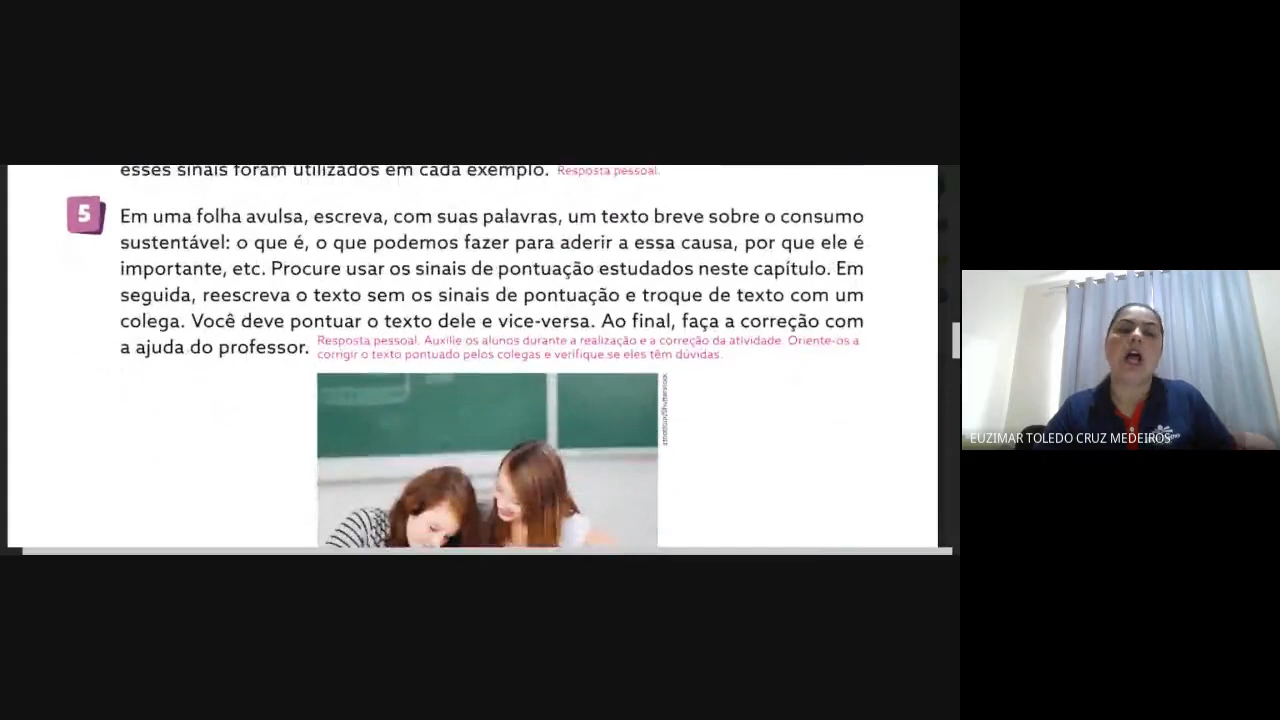 esses sinais foram utilizados em cada exemplo. Resposta pessoal.
5
Em uma folha avulsa, escreva, com suas palavras, um texto breve sobre o consumo
sustentável: o que é, o que podemos fazer para aderir a essa causa, por que ele é
importante, etc. Procure usar os sinais de pontuação estudados neste capítulo. Em
seguida, reescreva o texto sem os sinais de pontuação e troque de texto com um
colega. Você deve pontuar o texto dele e vice-versa. Ao final, faça a correção com
a ajuda do professor.
Resposta pessoal. Auxilie os alunos durante a realização e a correção da atividade. Oriente-os a
corrigir o texto pontuado pelos colegas e verifique se eles têm dúvidas.
EUZIMAR TOLEDO CRUZ MEDEIROS